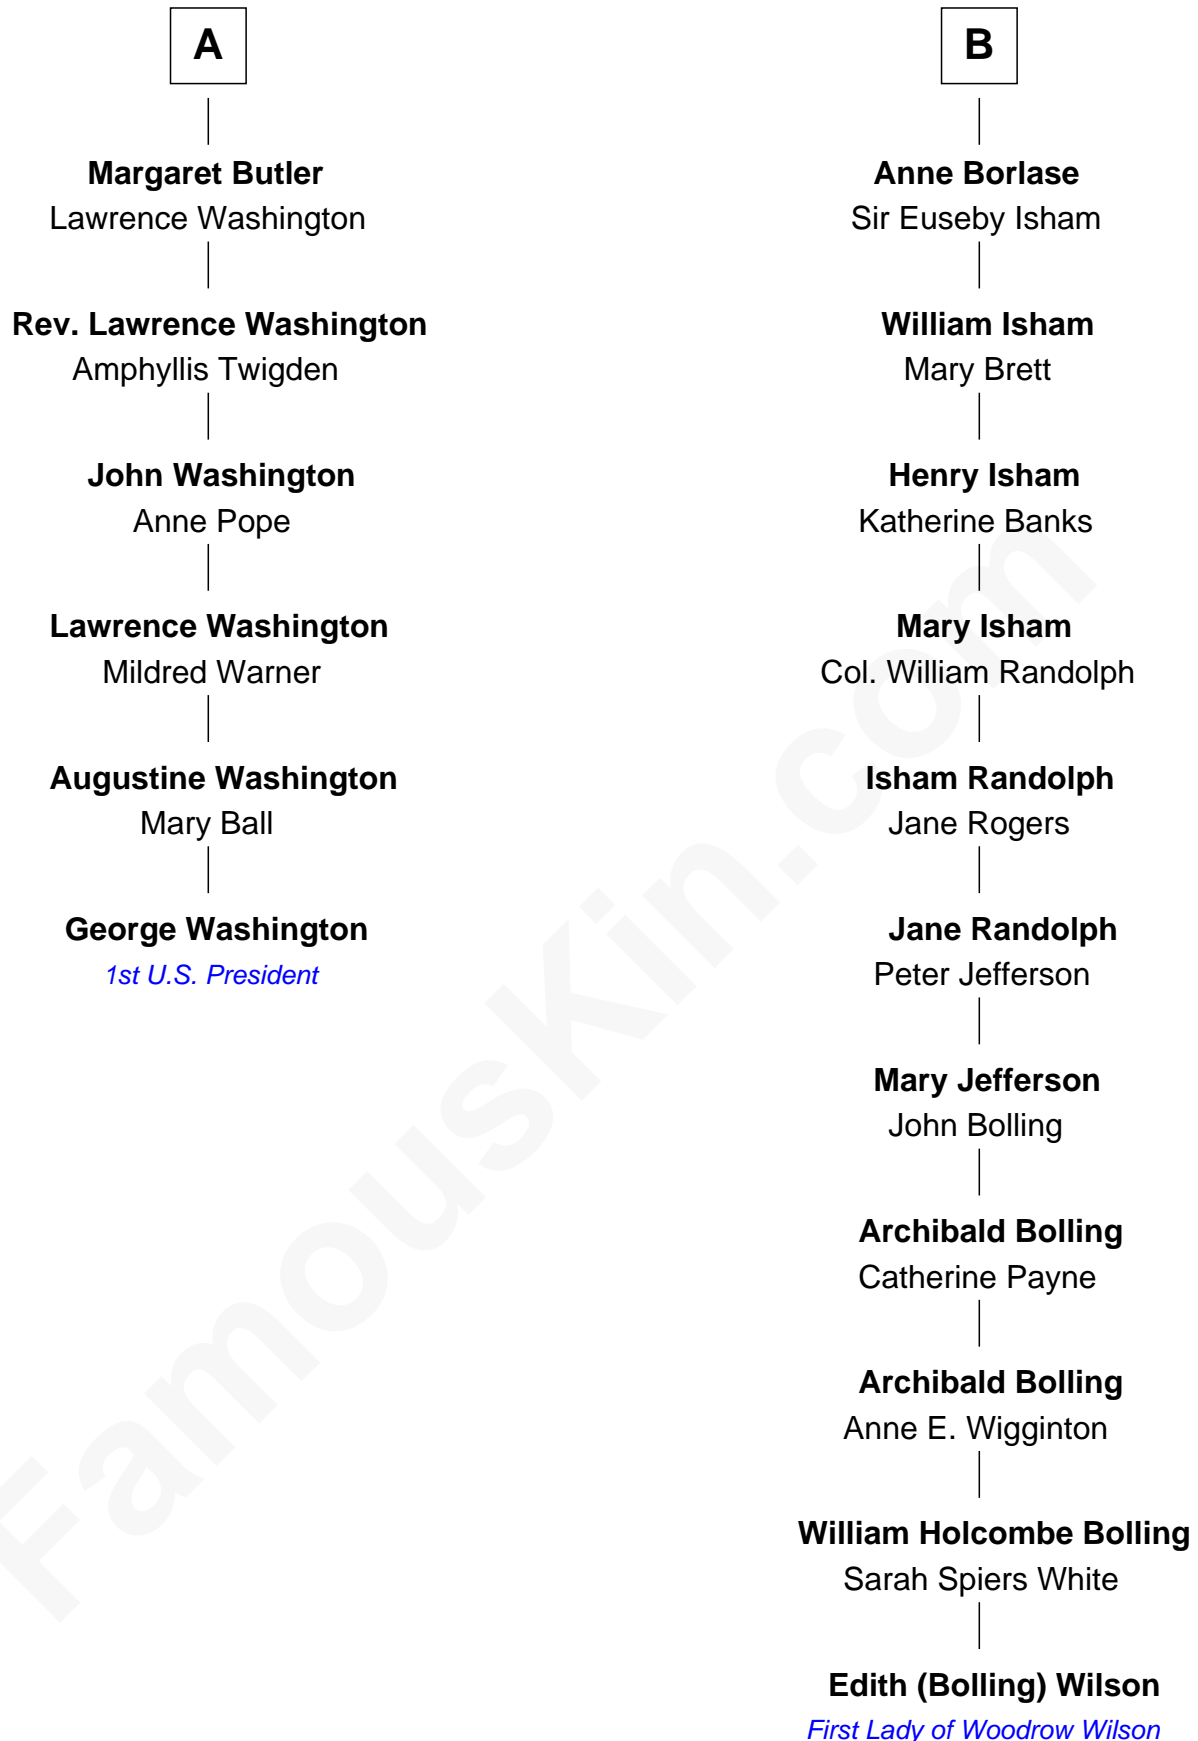 A
Margaret Butler
Lawrence Washington
Rev. Lawrence Washington
Amphyllis Twigden
John Washington
Anne Pope
Lawrence Washington
Mildred Warner
Augustine Washington
Mary Ball
George Washington
1st U.S. President
B
Anne Borlase
Sir Euseby Isham
William Isham
Mary Brett
Henry Isham
Katherine Banks
Mary Isham
Col. William Randolph
Isham Randolph
Jane Rogers
Jane Randolph
Peter Jefferson
Mary Jefferson
John Bolling
Archibald Bolling
Catherine Payne
Archibald Bolling
Anne E. Wigginton
William Holcombe Bolling
Sarah Spiers White
Edith (Bolling) Wilson
First Lady of Woodrow Wilson
FamousKin.com